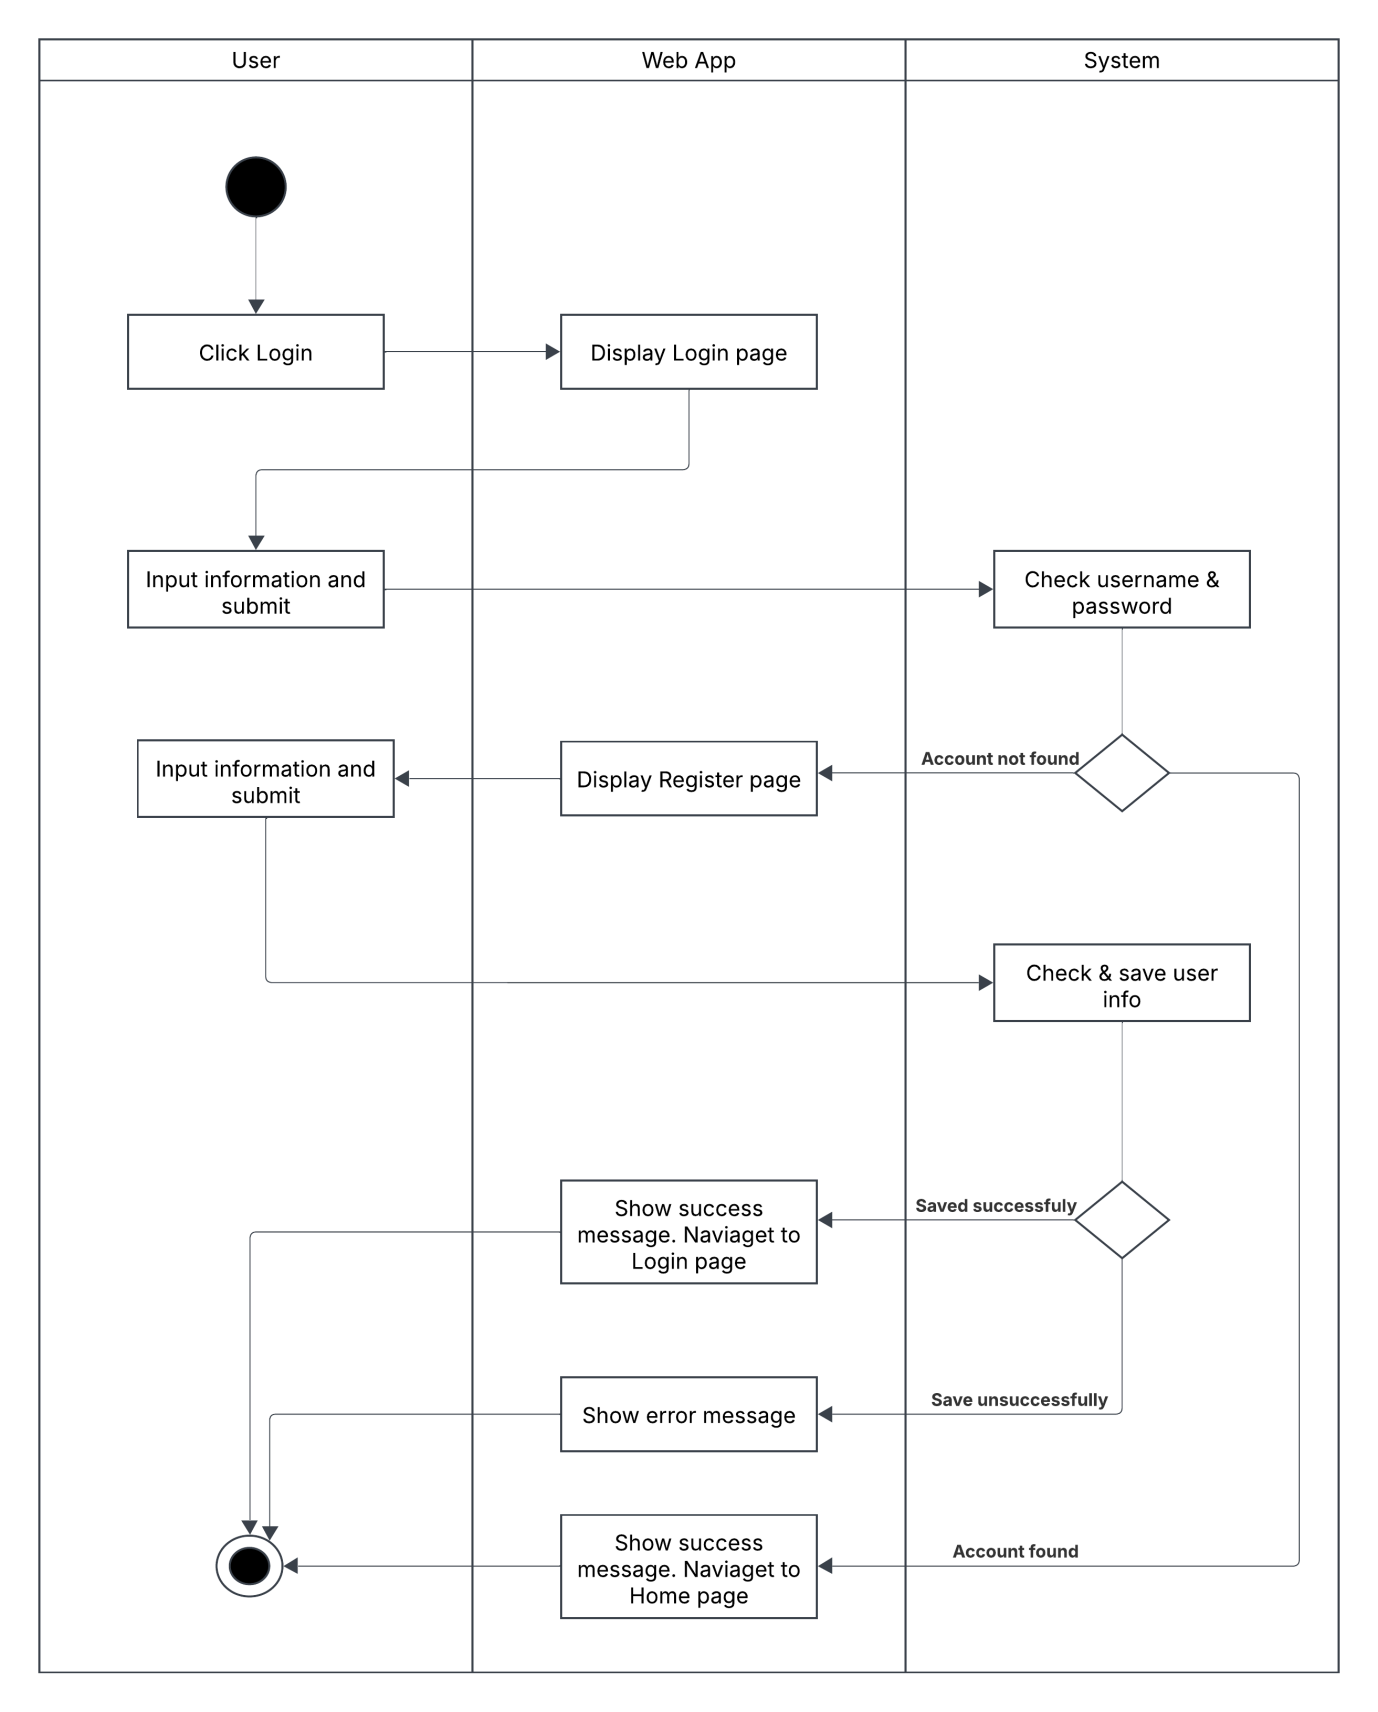 User
Web App
System
Click Login
Display Login page
Input information and
submit
Check username &
password
Account not found
Input information and
submit
Display Register page
Check & save user
info
Saved successfuly
Show success
message. Naviaget to
Login page
Save unsuccessfully
Show error message
Account found
Show success
message. Naviaget to
Home page